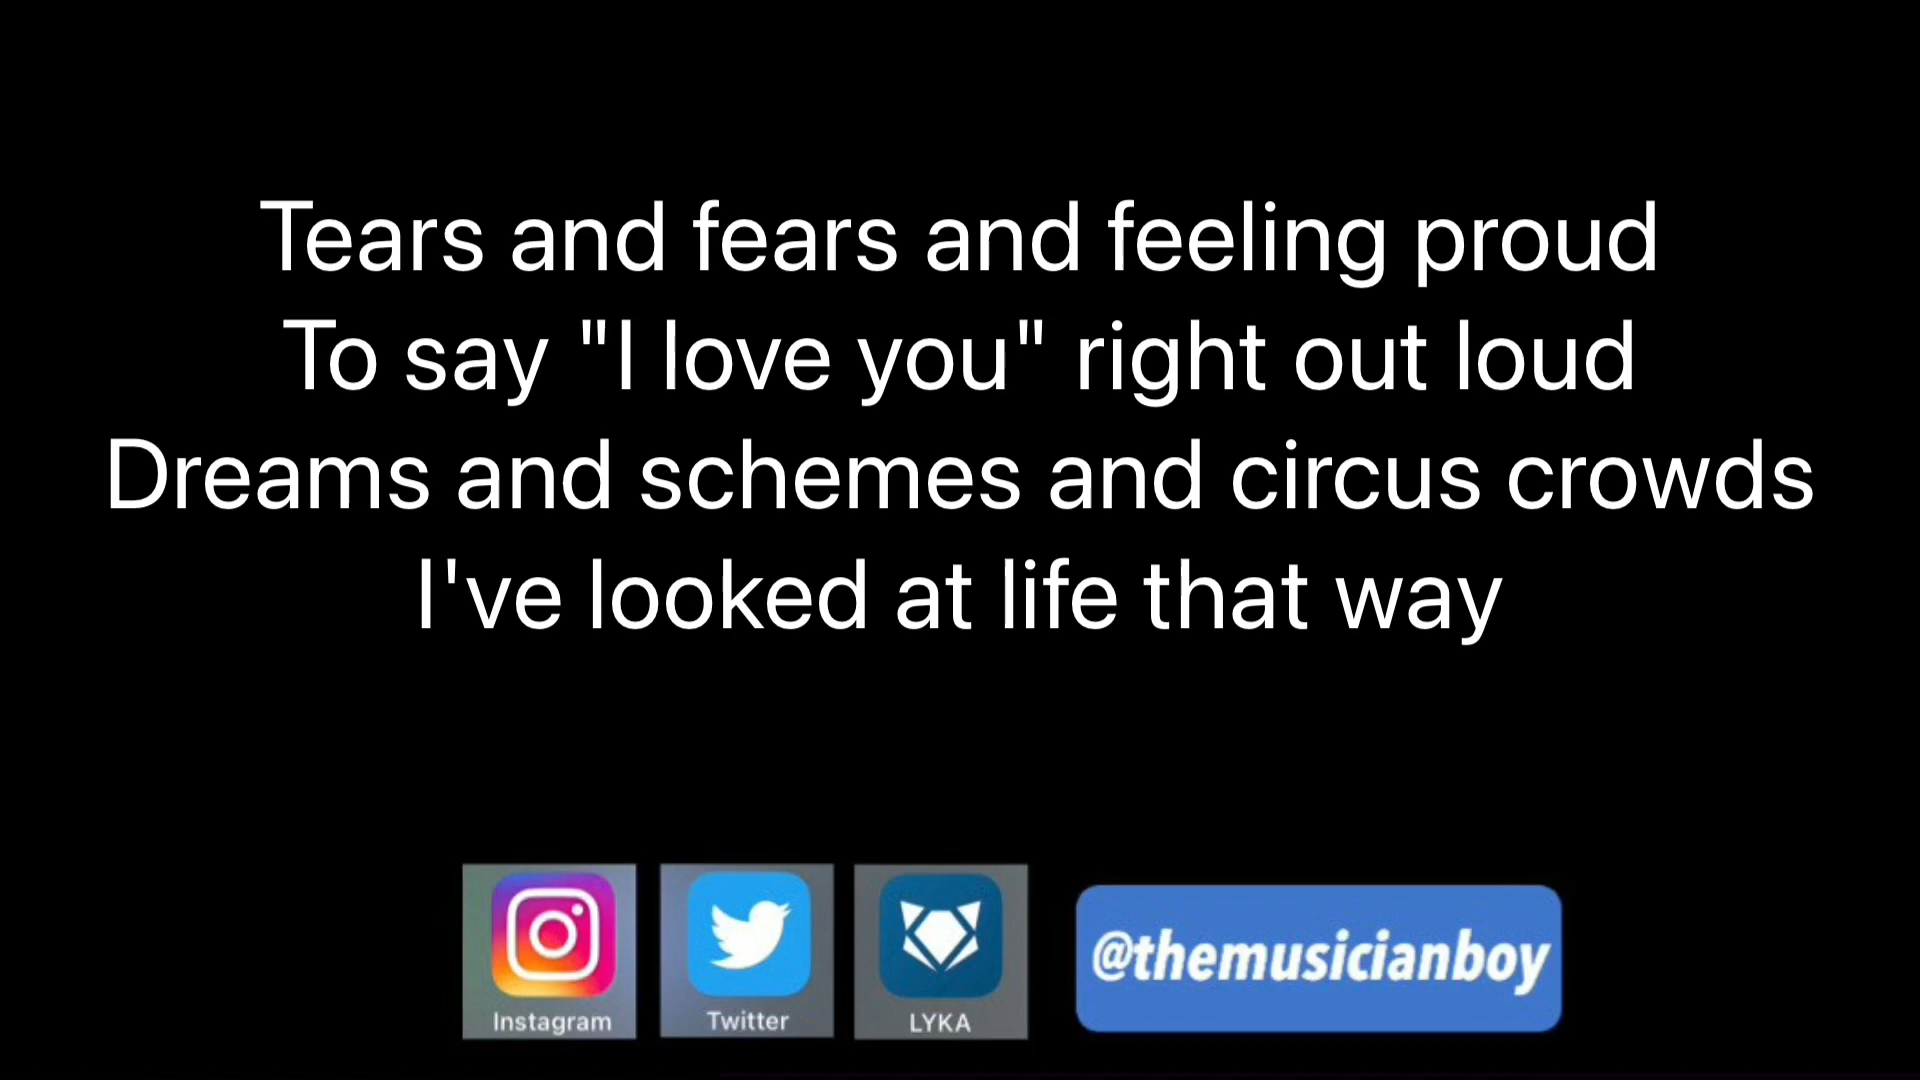 Tears and fears and feeling proud
To say "I love you" right out loud
Dreams and schemes and circus crowds
I've looked at life that way
Instagram
Twitter
LYKA
@themusicianboy